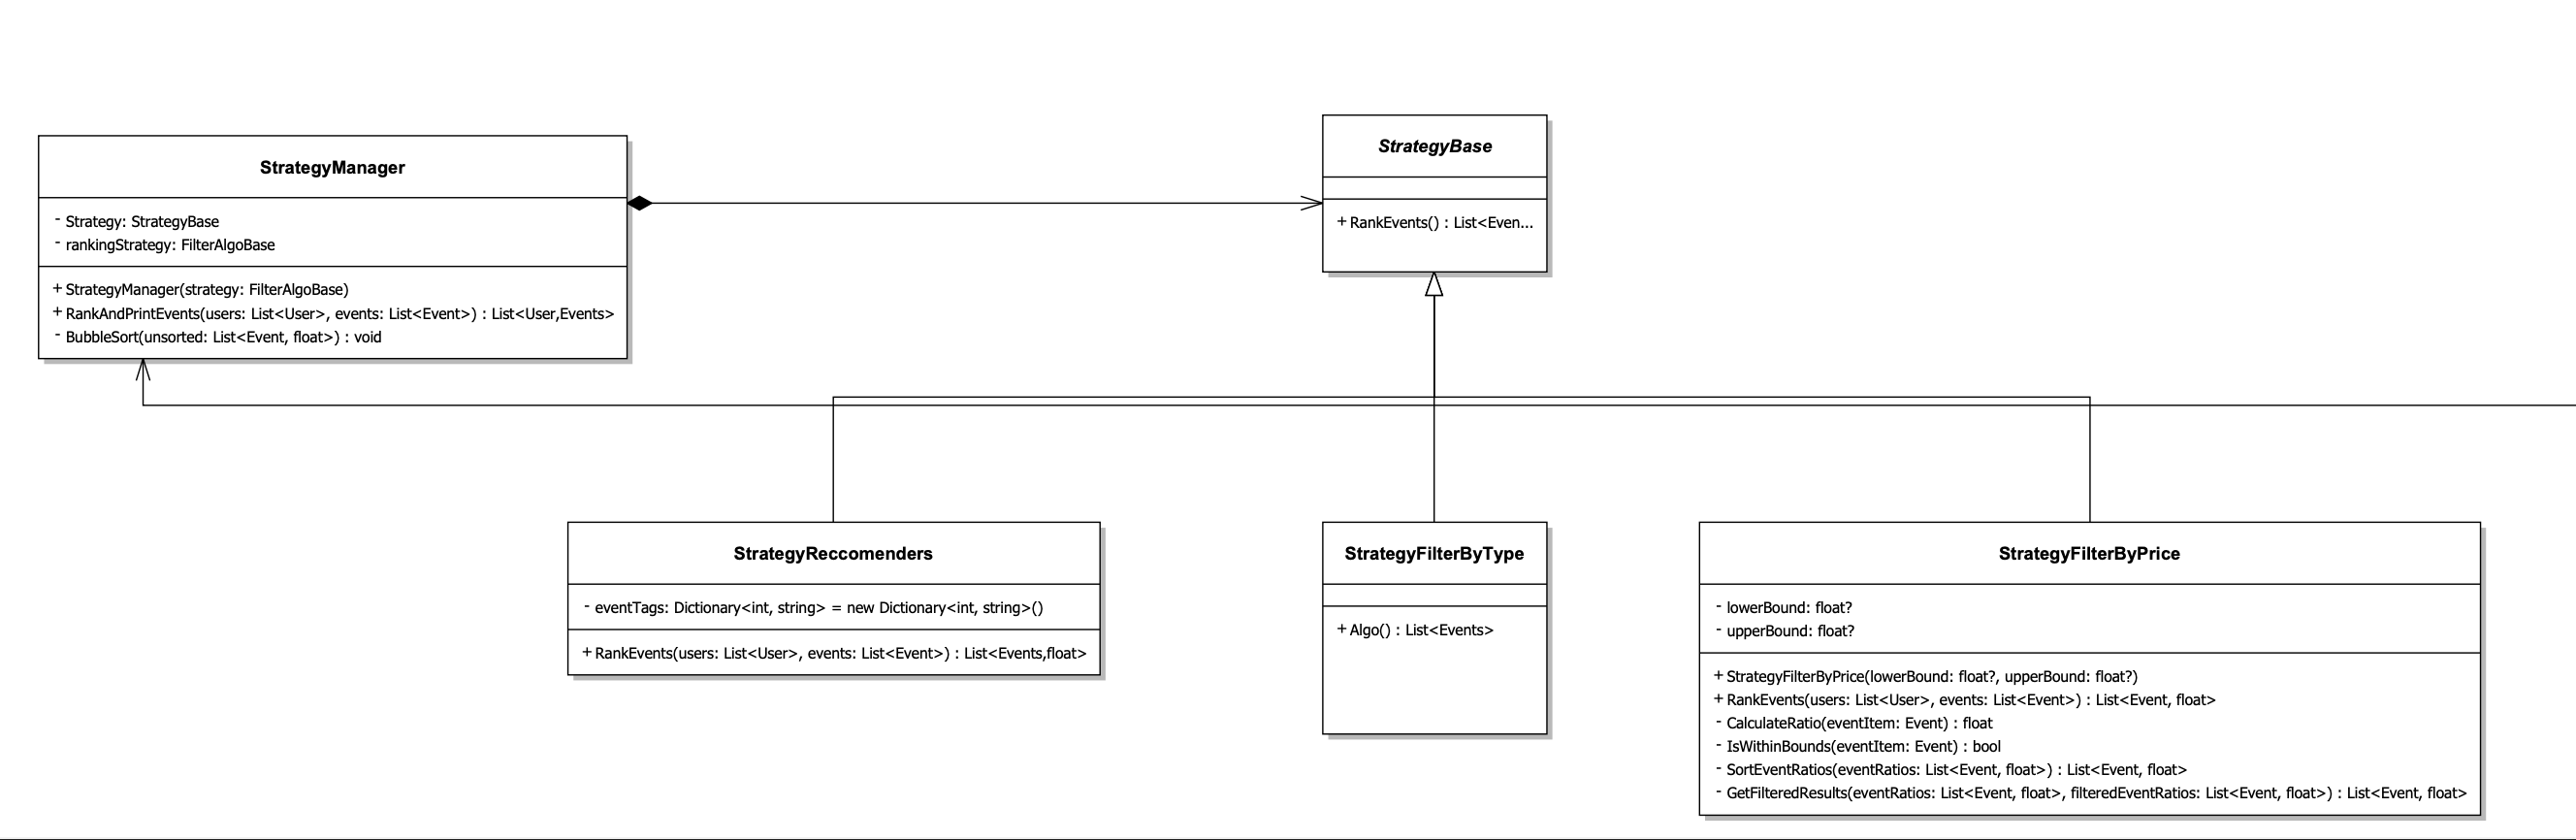 StrategyManager
- Strategy: StrategyBase
- rankingStrategy: FilterAlgoBase
+ StrategyManager(strategy: FilterAlgoBase)
+ RankAndPrintEvents(users: List<User>, events: List<Event>) : List<User,Events>
- BubbleSort(unsorted: List<Event, float>) : void
StrategyBase
+ RankEvents() : List<Even...
StrategyReccomenders
- eventTags: Dictionary<int, string> = new Dictionary<int, string>()
+ RankEvents(users: List<User>, events: List<Event>) : List<Events,float>
StrategyFilterByType
+ Algo() : List<Events>
StrategyFilterByPrice
- lowerBound: float?
- upperBound: float?
+ StrategyFilterByPrice(lowerBound: float?, upperBound: float?)
+ RankEvents(users: List<User>, events: List<Event>) : List<Event, float>
- CalculateRatio(eventItem: Event) : float
- IsWithinBounds(eventItem: Event) : bool
- SortEventRatios(eventRatios: List<Event, float>) : List<Event, float>
- GetFilteredResults(eventRatios: List<Event, float>, filteredEventRatios: List<Event, float>) : List<Event, float>